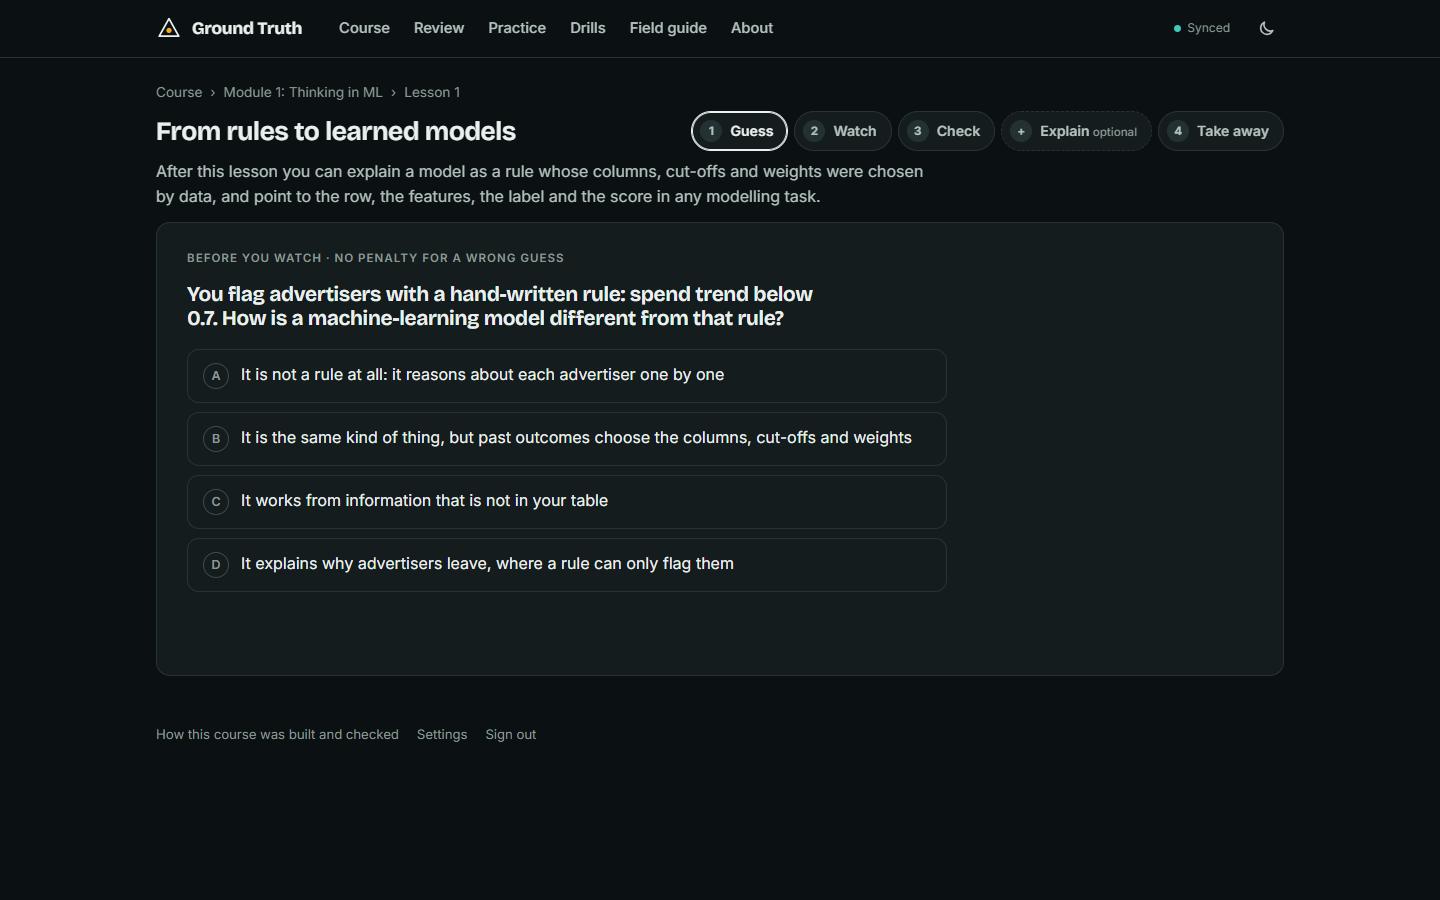 Ground Truth Course Review Practice Drills Field guide About Synced
Course › Module 1: Thinking in ML › Lesson 1
From rules to learned models
1 Guess 2 Watch 3 Check + Explain optional 4 Take away
After this lesson you can explain a model as a rule whose columns, cut-offs and weights were chosen
by data, and point to the row, the features, the label and the score in any modelling task.
BEFORE YOU WATCH · NO PENALTY FOR A WRONG GUESS
You flag advertisers with a hand-written rule: spend trend below
0.7. How is a machine-learning model different from that rule?
A It is not a rule at all: it reasons about each advertiser one by one
B It is the same kind of thing, but past outcomes choose the columns, cut-offs and weights
C It works from information that is not in your table
D It explains why advertisers leave, where a rule can only flag them
How this course was built and checked Settings Sign out